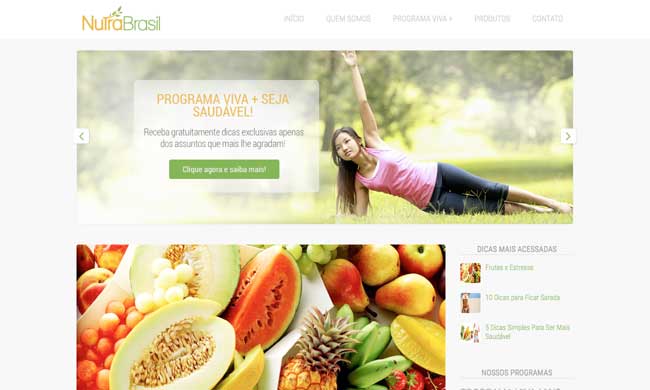 NutraBrasil
INÍCIO QUEM SOMOS PROGRAMA VIVA + PRODUTOS CONTATO
PROGRAMA VIVA + SEJA
SAUDÁVEL!
Receba gratuitamente dicas exclusivas apenas
dos assuntos que mais lhe agradam!
Clique agora e saiba mais!
DICAS MAIS ACESSADAS
Frutas e Estresse
10 Dicas para Ficar Sarada
5 Dicas Simples Para Ser Mais
Saudável
NOSSOS PROGRAMAS